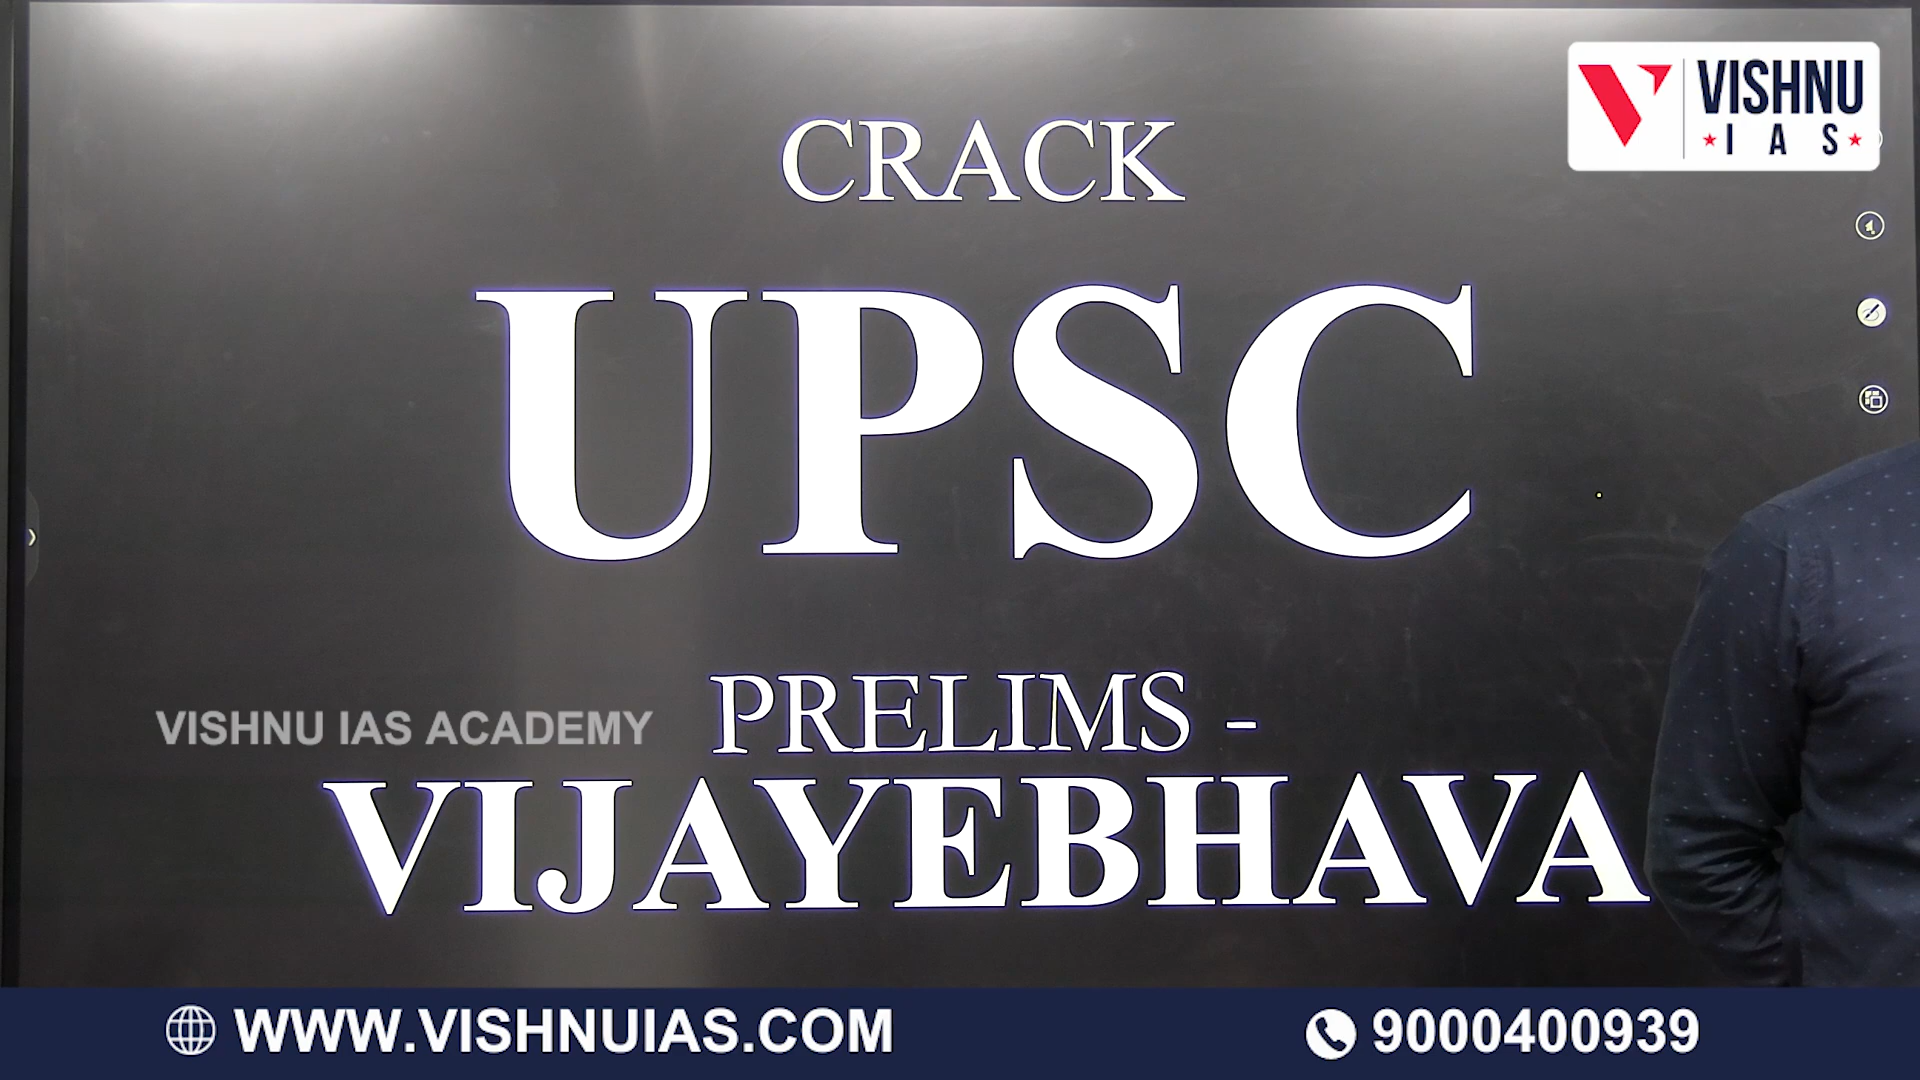 VISHNU
IAS
CRACK
UPSC
PRELIMS -
VISHNU IAS ACADEMY
VIJAYEBHAVA
WWW.VISHNUIAS.COM
9000400939